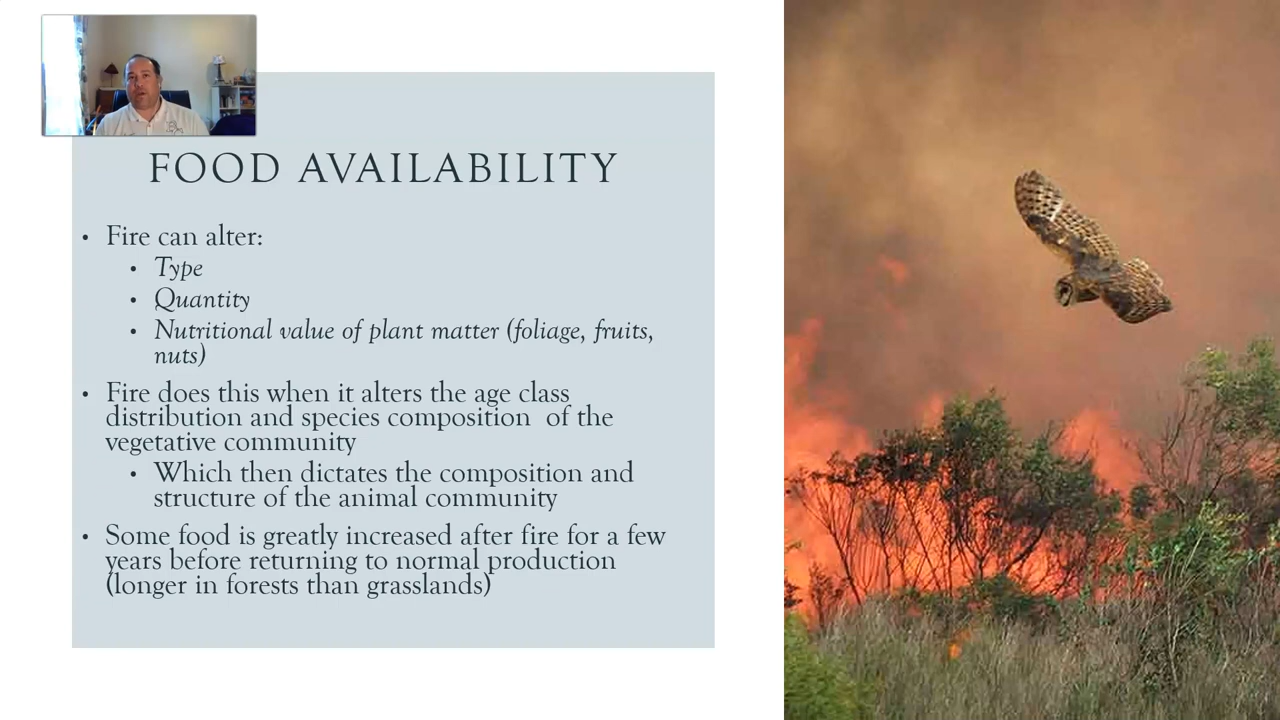 FOOD AVAILABILITY
• Fire can alter:
• Type
• Quantity
• Nutritional value of plant matter (foliage, fruits,
nuts)
• Fire does this when it alters the age class
distribution and species composition of the
vegetative community
• Which then dictates the composition and
structure of the animal community
• Some food is greatly increased after fire for a few
years before returning to normal production
(longer in forests than grasslands)